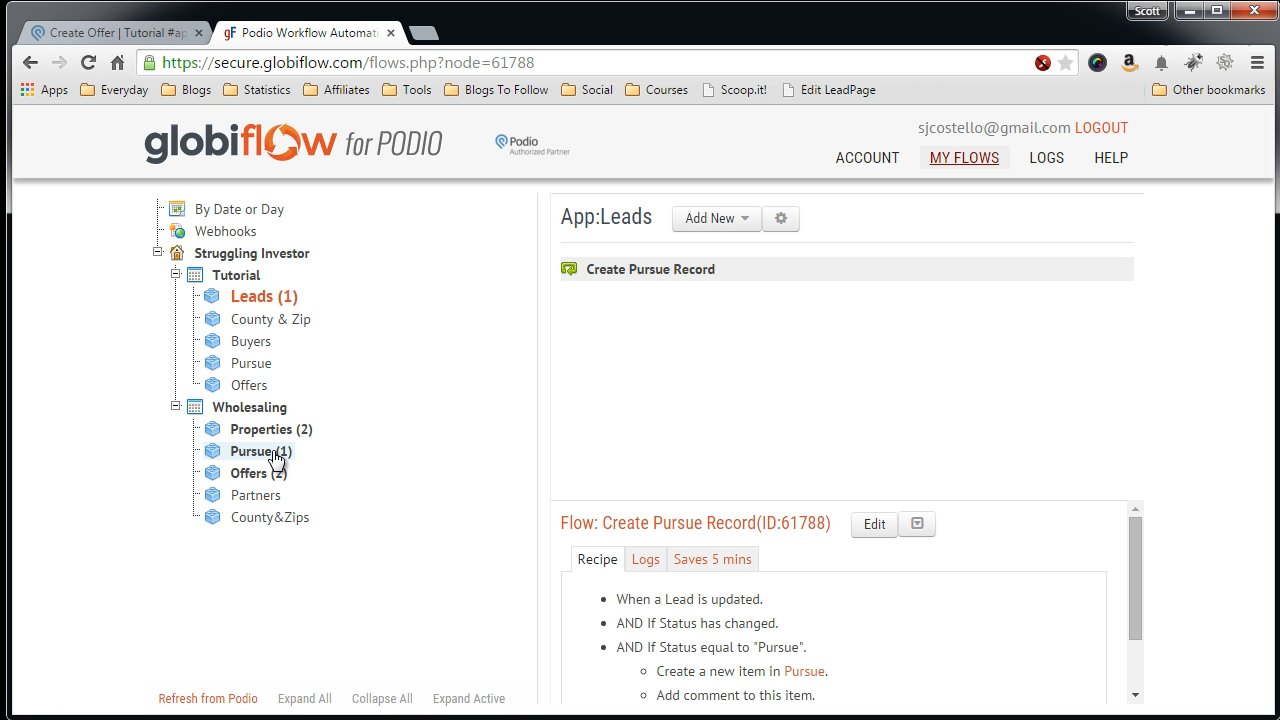 Scott
Create Offer | Tutorial #ap
Podio Workflow Automat
https://secure.globiflow.com/flows.php?node=61788
Apps
Everyday
Blogs
Statistics
Affiliates
Tools
Blogs To Follow
Social
Courses
Scoop.it!
Edit LeadPage
Other bookmarks
globiflow for PODIO
Podio
Authorized Partner
sjcostello@gmail.com LOGOUT
ACCOUNT
MY FLOWS
LOGS
HELP
By Date or Day
Webhooks
Struggling Investor
Tutorial
Leads (1)
County & Zip
Buyers
Pursue
Offers
Wholesaling
Properties (2)
Pursue (1)
Offers (2)
Partners
County&Zips
Refresh from Podio
Expand All
Collapse All
Expand Active
App:Leads
Add New
Create Pursue Record
Flow: Create Pursue Record(ID:61788)
Edit
Recipe
Logs
Saves 5 mins
When a Lead is updated.
AND If Status has changed.
AND If Status equal to "Pursue".
Create a new item in Pursue.
Add comment to this item.